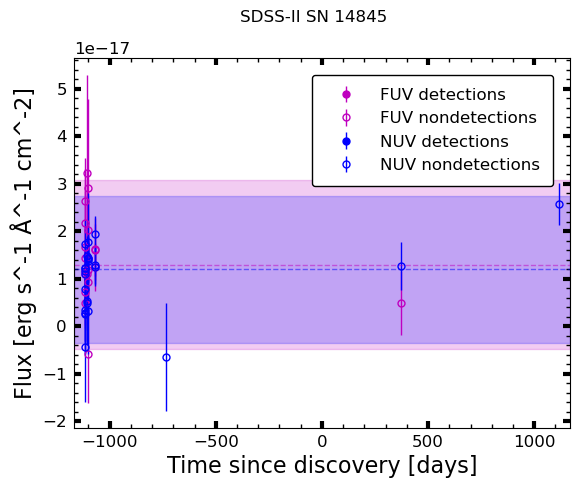 SDSS-II SN 14845
1e−17
FUV detections
FUV nondetections
NUV detections
NUV nondetections
5
4
3
2
1
0
−1
−2
Flux [erg s^-1 Å^-1 cm^-2]
−1000
−500
0
500
1000
Time since discovery [days]